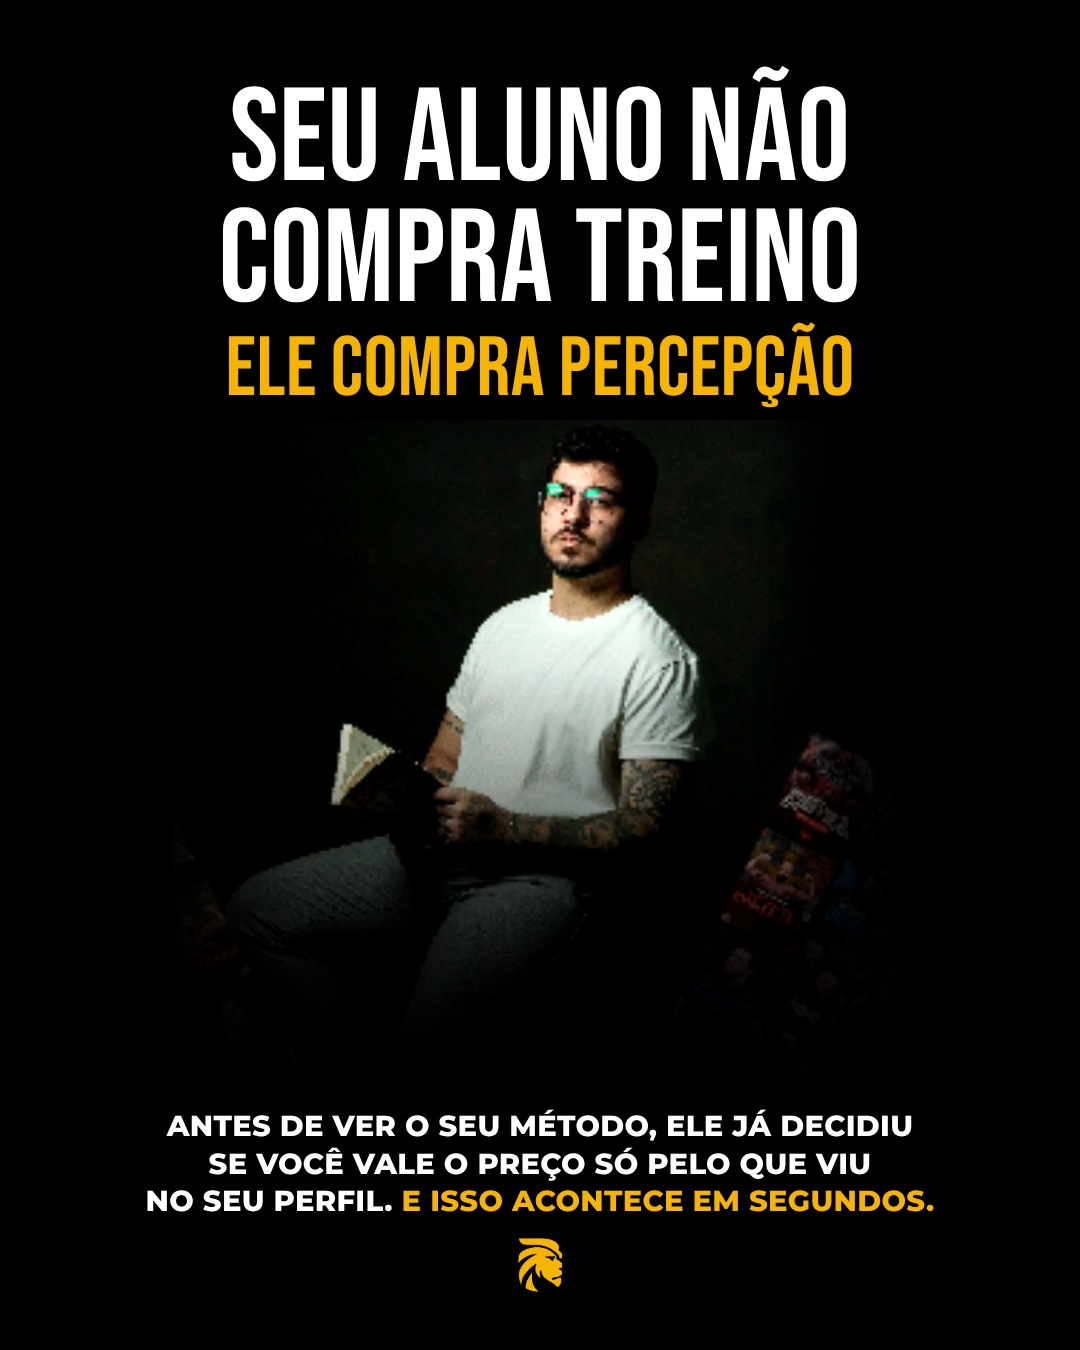 SEU ALUNO NÃO
COMPRA TREINO
ELE COMPRA PERCEPÇÃO
ANTES DE VER O SEU MÉTODO, ELE JÁ DECIDIU
SE VOCÊ VALE O PREÇO SÓ PELO QUE VIU
NO SEU PERFIL. E ISSO ACONTECE EM SEGUNDOS.